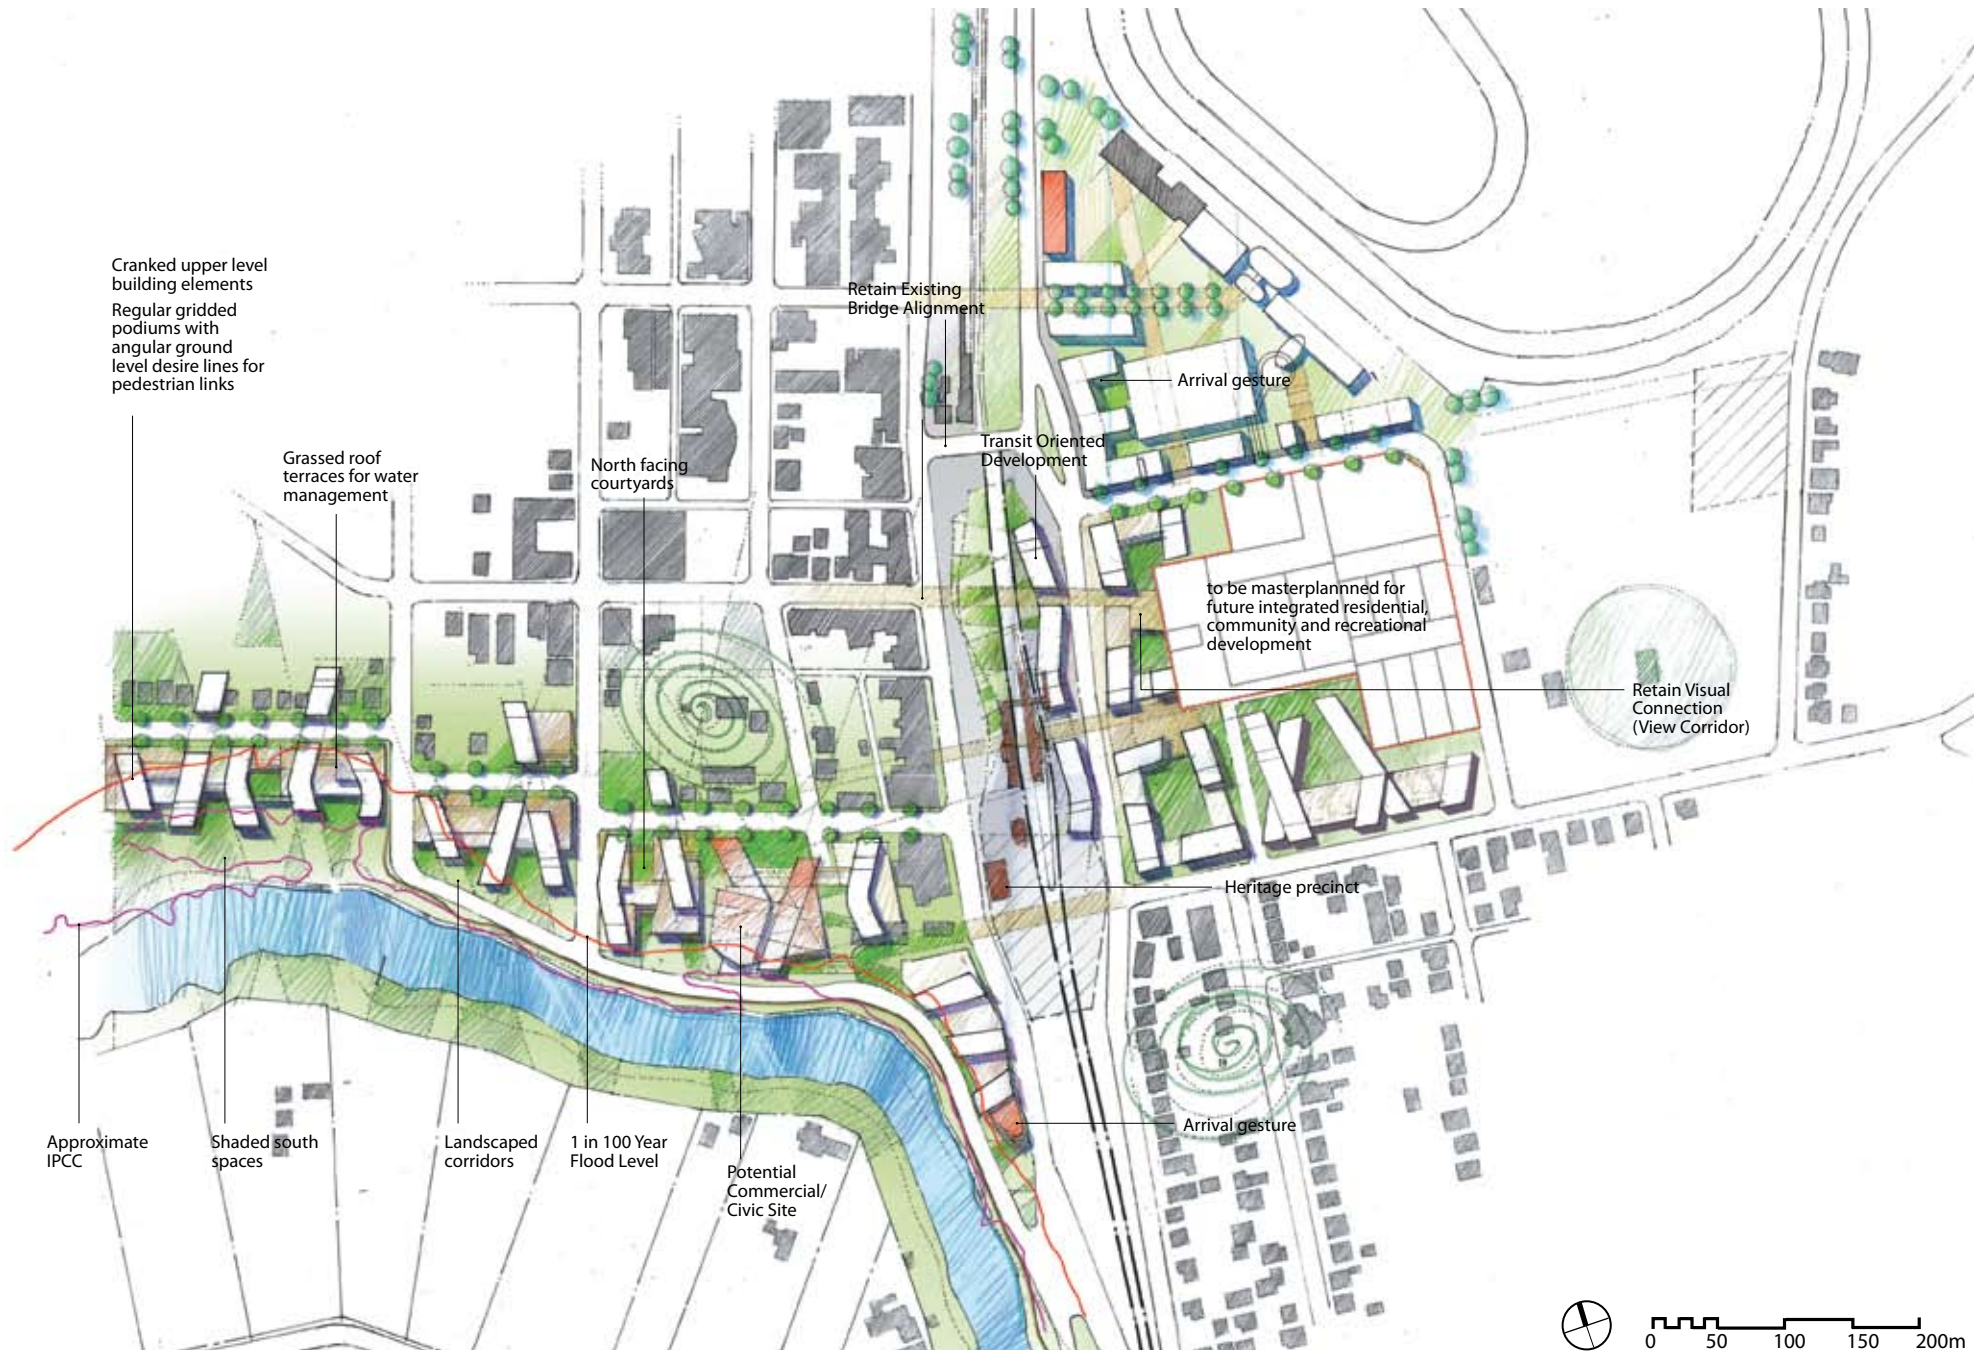 Cranked upper level
building elements
Regular gridded
podiums with
angular ground
level desire lines for
pedestrian links
Grassed roof
terraces for water
management
North facing
courtyards
Retain Existing
Bridge Alignment
Arrival gesture
Transit Oriented
Development
to be masterplannned for
future integrated residential,
community and recreational
development
Retain Visual
Connection
(View Corridor)
Heritage precinct
Arrival gesture
Approximate
IPCC
Shaded south
spaces
Landscaped
corridors
1 in 100 Year
Flood Level
Potential
Commercial/
Civic Site
0 50 100 150 200m